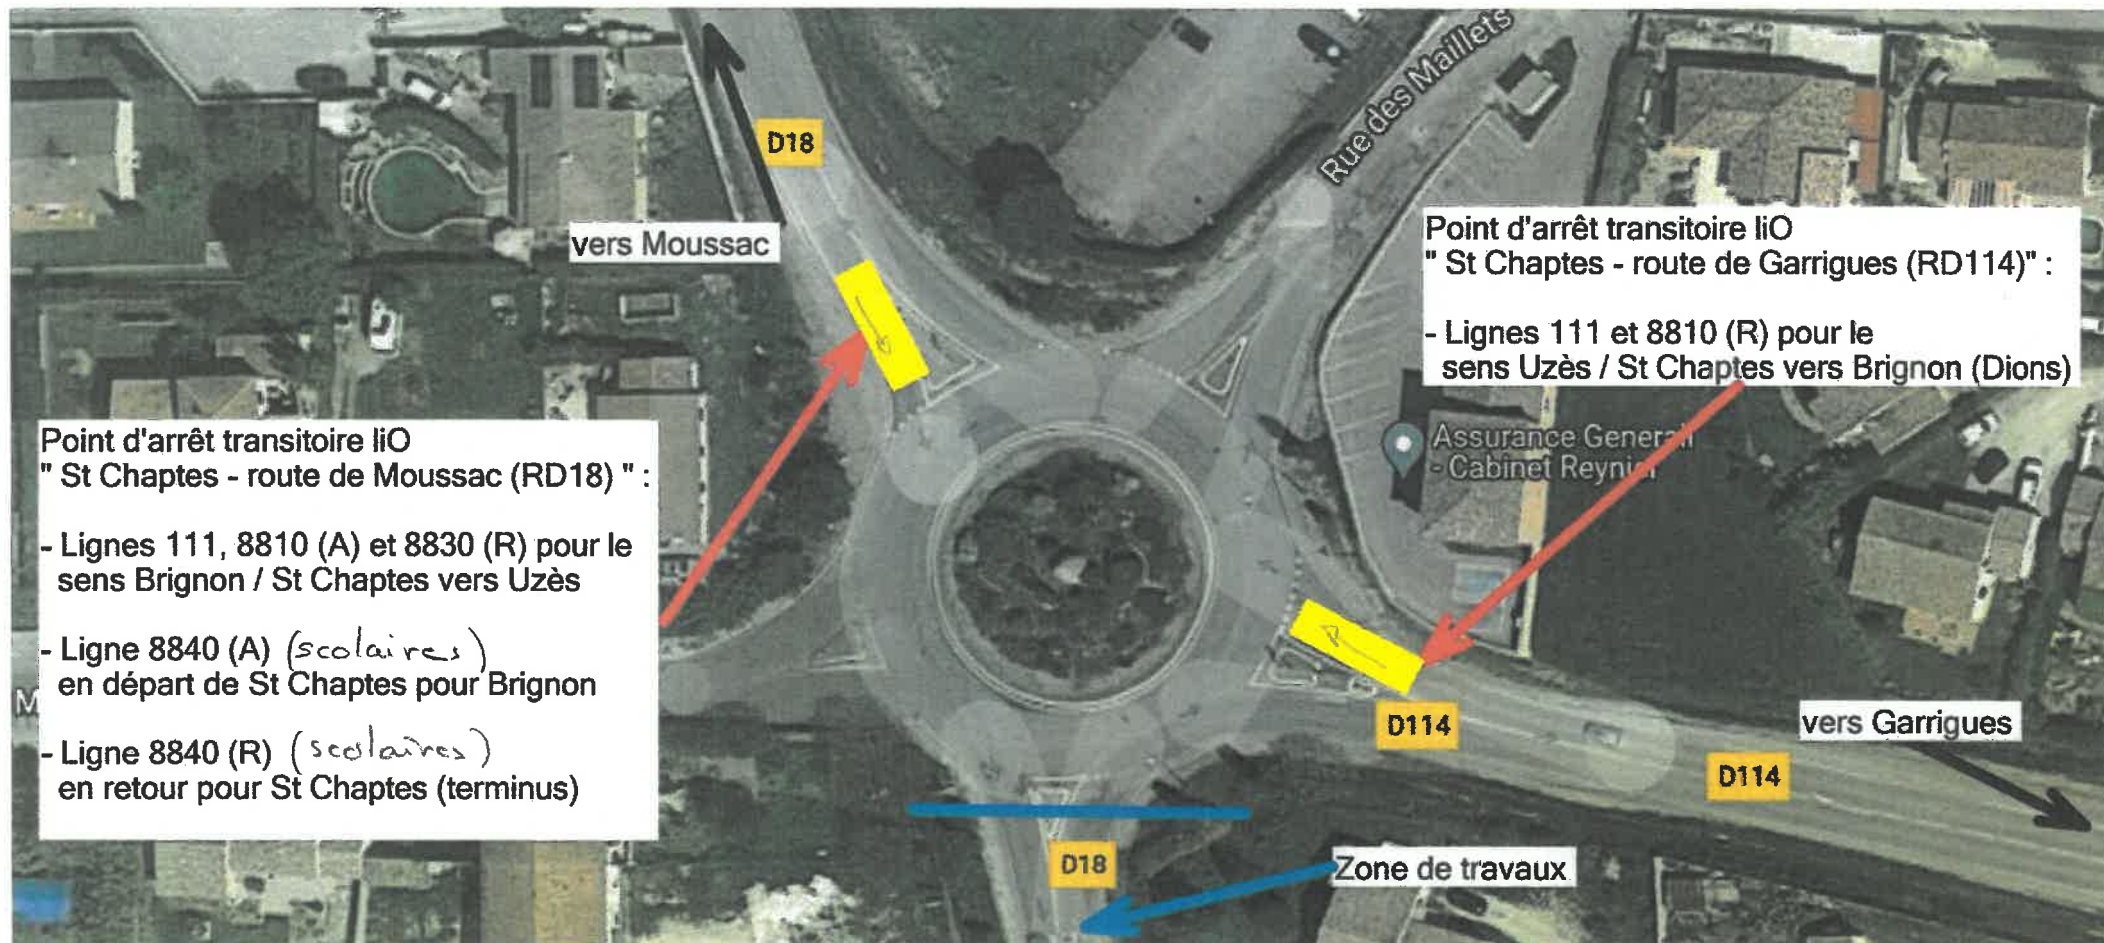 D18
Rue des Maillets
vers Moussac
Point d'arrêt transitoire liO
" St Chaptes - route de Garrigues (RD114)" :
- Lignes 111 et 8810 (R) pour le
sens Uzès / St Chaptes vers Brignon (Dions)
Point d'arrêt transitoire liO
" St Chaptes - route de Moussac (RD18) " :
- Lignes 111, 8810 (A) et 8830 (R) pour le
sens Brignon / St Chaptes vers Uzès
- Ligne 8840 (A) (scolaires)
en départ de St Chaptes pour Brignon
- Ligne 8840 (R) (scolaires)
en retour pour St Chaptes (terminus)
Assurance Generali
- Cabinet Reynier
M
D114
vers Garrigues
D114
D18
Zone de travaux